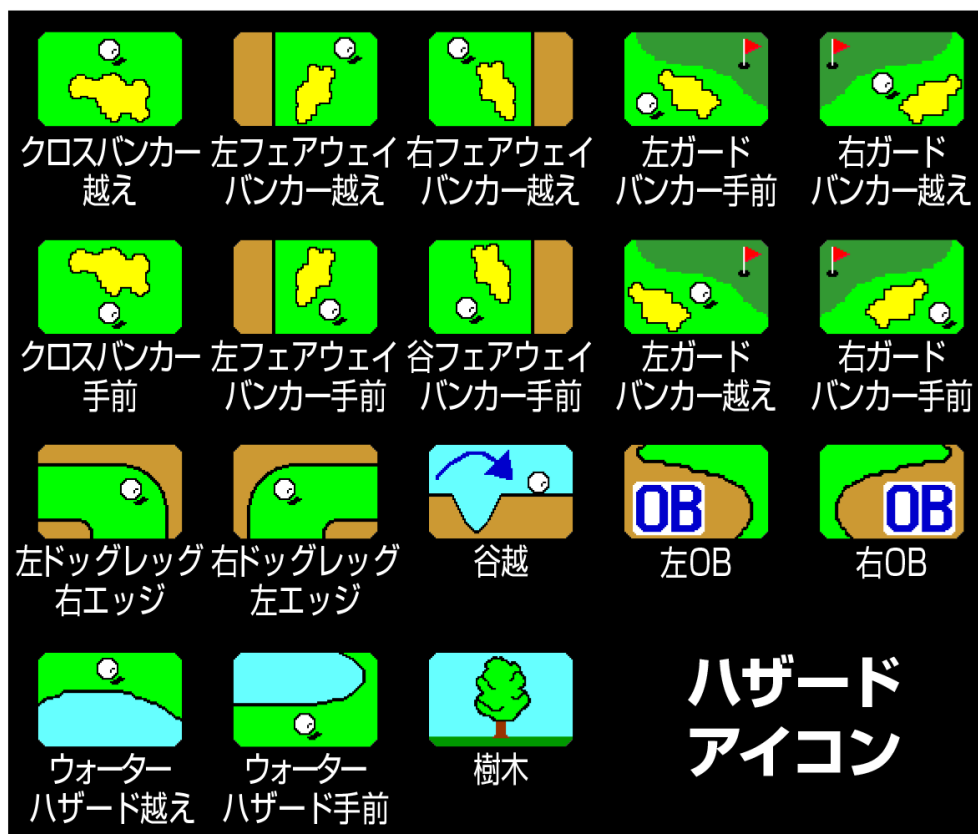 クロスバンカー
越え
左フェアウェイ
バンカー越え
右フェアウェイ
バンカー越え
左ガード
バンカー手前
右ガード
バンカー越え
クロスバンカー
手前
左フェアウェイ
バンカー手前
谷フェアウェイ
バンカー手前
左ガード
バンカー越え
右ガード
バンカー手前
左ドッグレッグ
右エッジ
右ドッグレッグ
左エッジ
谷越
OB
左OB
OB
右OB
ウォーター
ハザード越え
ウォーター
ハザード手前
樹木
ハザード
アイコン